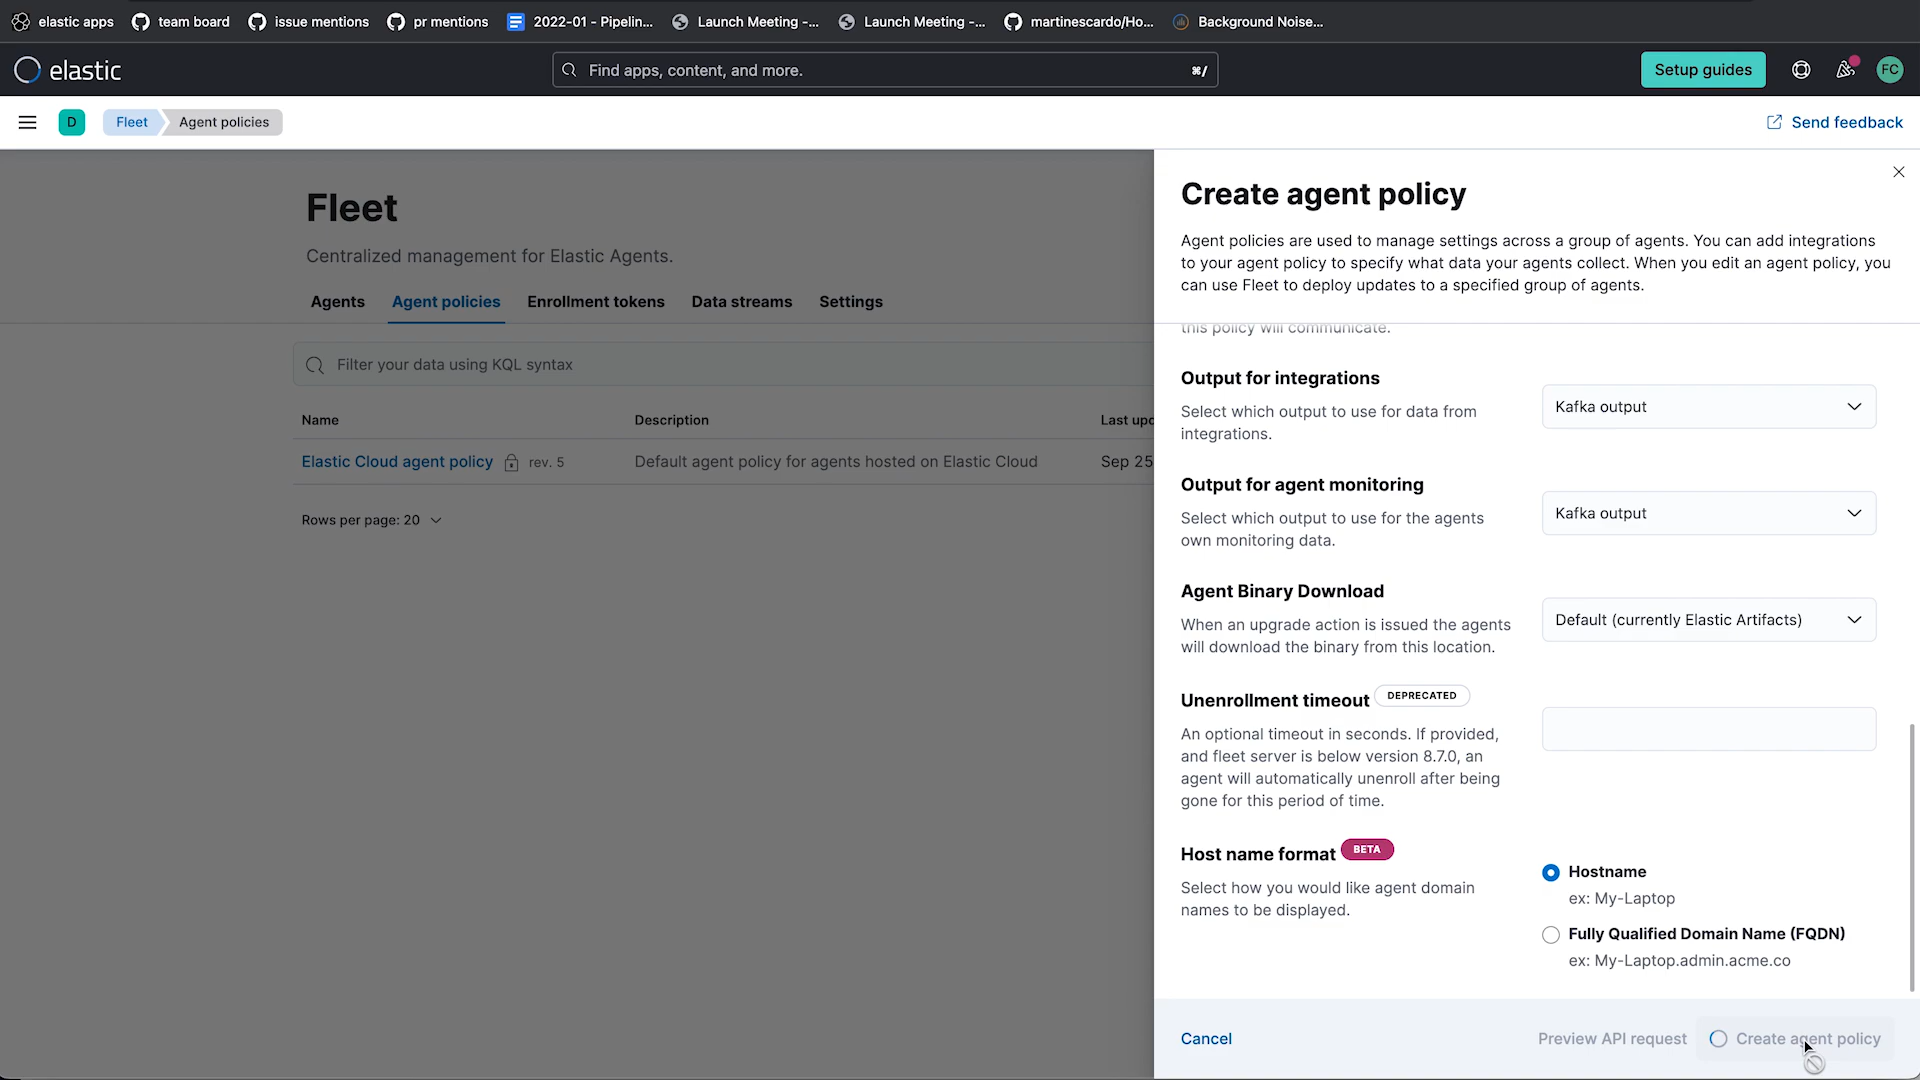 elastic apps
team board
issue mentions
pr mentions
2022-01 - Pipelin...
Launch Meeting -...
Launch Meeting -...
martinescardo/Ho...
Background Noise...
elastic
Find apps, content, and more.
⌘/
Setup guides
FC
D
Fleet
Agent policies
Send feedback
Fleet
Centralized management for Elastic Agents.
Agents
Agent policies
Enrollment tokens
Data streams
Settings
Filter your data using KQL syntax
Name
Description
Last upd
Elastic Cloud agent policy
rev. 5
Default agent policy for agents hosted on Elastic Cloud
Sep 25
Rows per page: 20
Create agent policy
Agent policies are used to manage settings across a group of agents. You can add integrations
to your agent policy to specify what data your agents collect. When you edit an agent policy, you
can use Fleet to deploy updates to a specified group of agents.
this policy will communicate.
Output for integrations
Select which output to use for data from
integrations.
Kafka output
Output for agent monitoring
Select which output to use for the agents
own monitoring data.
Kafka output
Agent Binary Download
When an upgrade action is issued the agents
will download the binary from this location.
Default (currently Elastic Artifacts)
Unenrollment timeout
DEPRECATED
An optional timeout in seconds. If provided,
and fleet server is below version 8.7.0, an
agent will automatically unenroll after being
gone for this period of time.
Host name format
BETA
Select how you would like agent domain
names to be displayed.
Hostname
ex: My-Laptop
Fully Qualified Domain Name (FQDN)
ex: My-Laptop.admin.acme.co
Cancel
Preview API request
Create agent policy